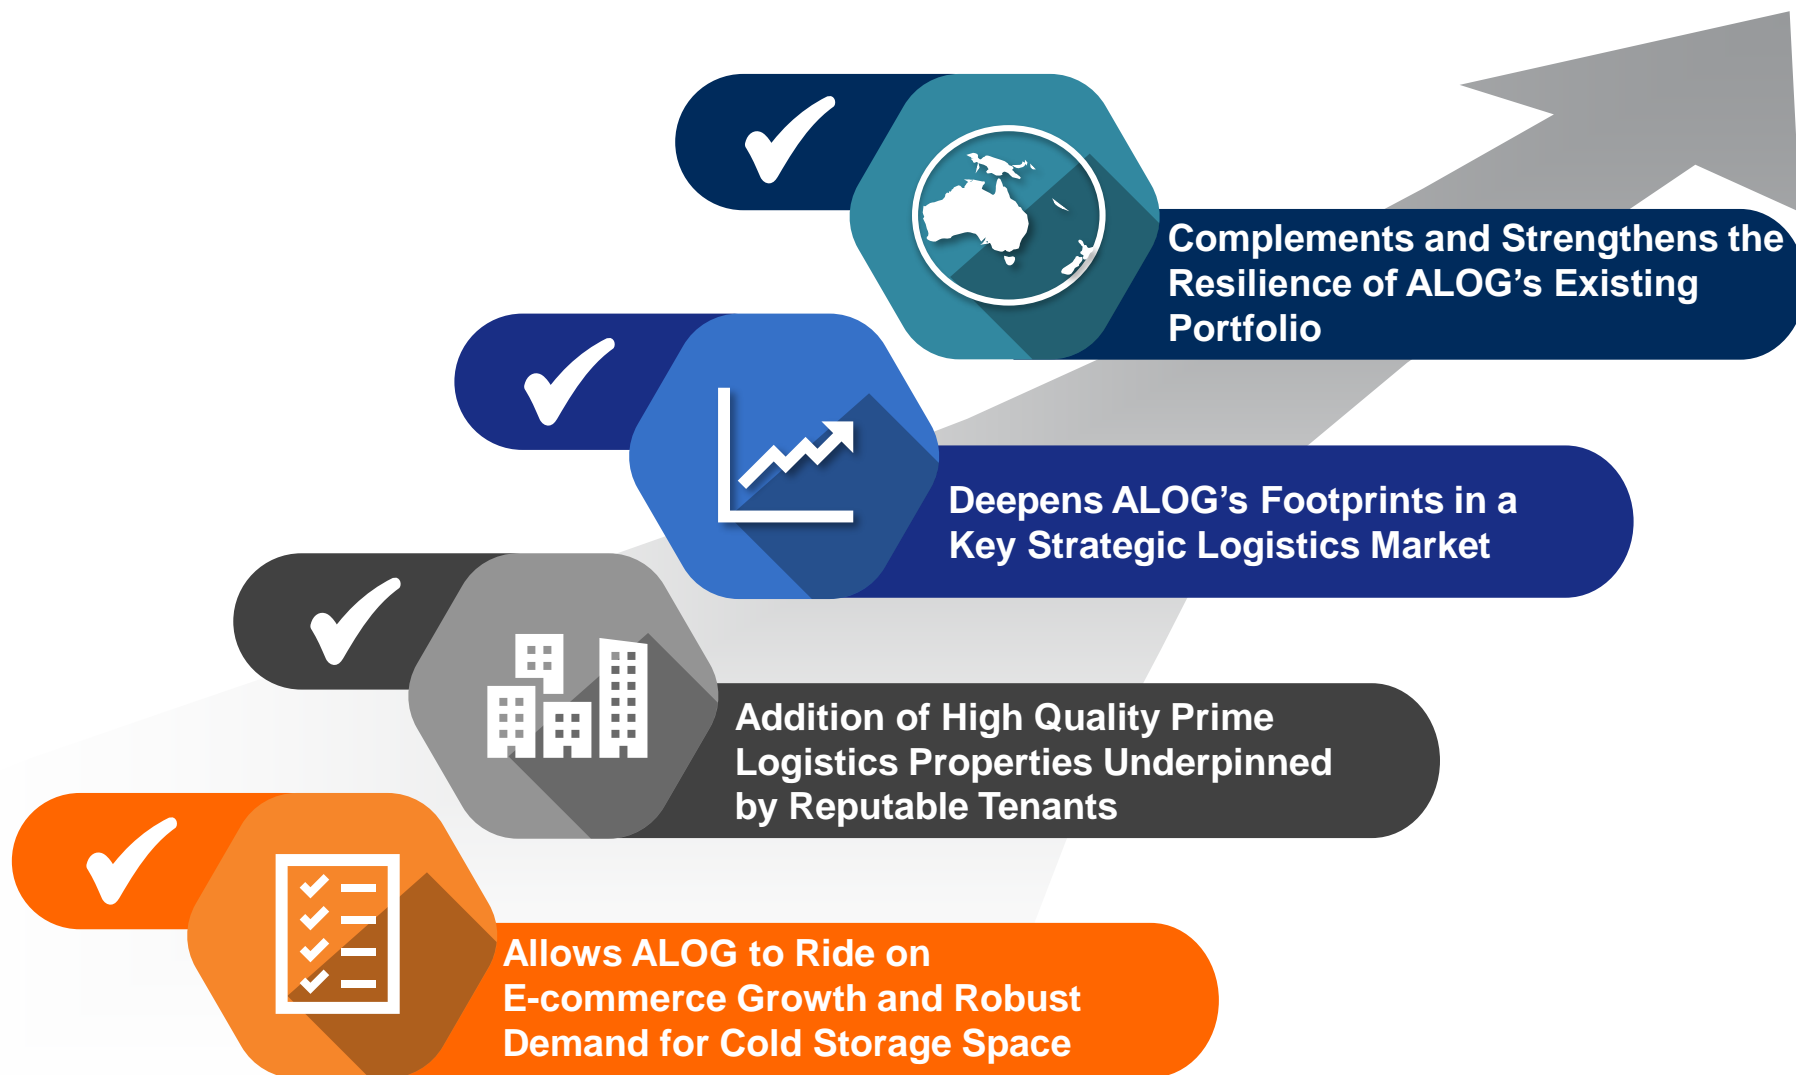 Complements and Strengthens the
Resilience of ALOG’s Existing
Portfolio
Deepens ALOG’s Footprints in a
Key Strategic Logistics Market
Addition of High Quality Prime
Logistics Properties Underpinned
by Reputable Tenants
Allows ALOG to Ride on
E-commerce Growth and Robust
Demand for Cold Storage Space